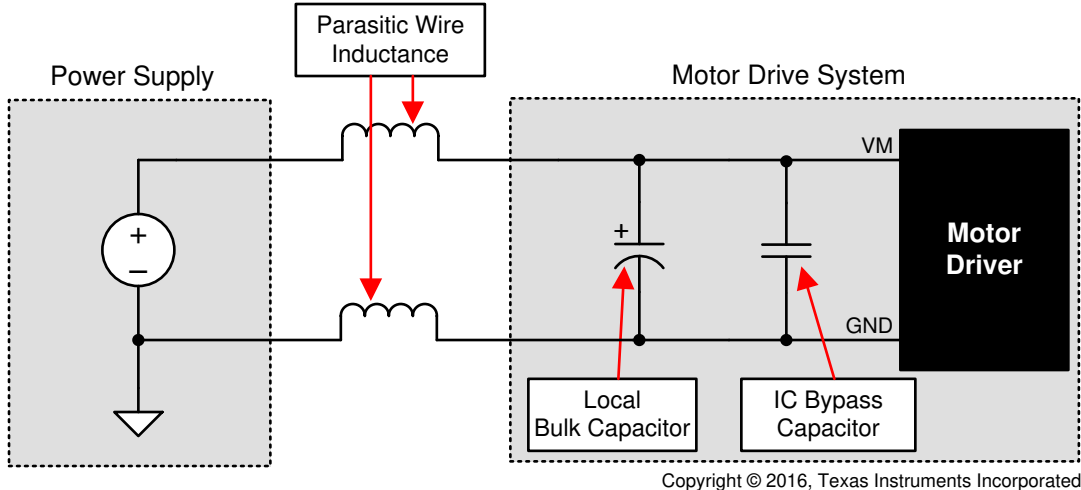 Parasitic Wire
Inductance
Power Supply
Motor Drive System
VM
+
–
+
Motor
Driver
GND
Local
Bulk Capacitor
IC Bypass
Capacitor
Copyright © 2016, Texas Instruments Incorporated